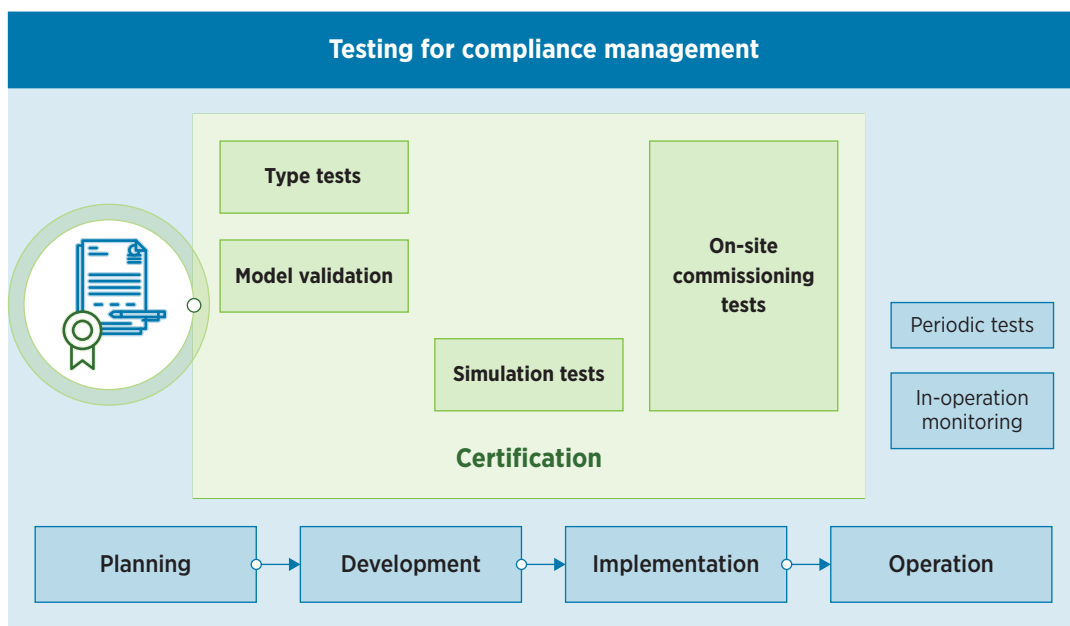 Testing for compliance management
Type tests
Model validation
Simulation tests
On-site
commissioning
tests
Certification
Periodic tests
In-operation
monitoring
Planning
Development
Implementation
Operation